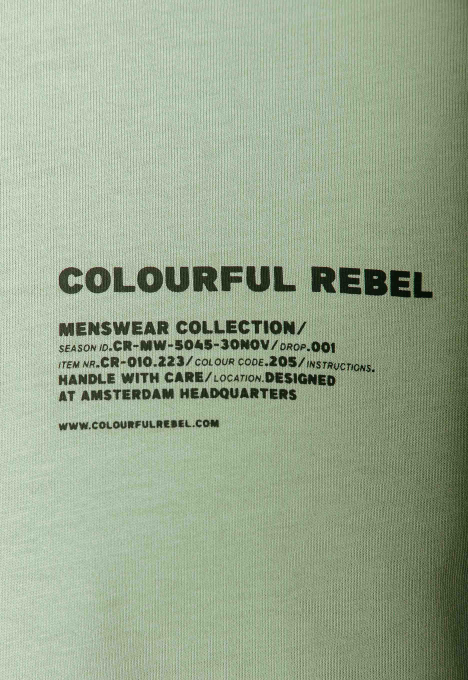 COLOURFUL REBEL
MENSWEAR COLLECTION/
SEASON ID.CR-MW-5045-30NOV/DROP.001
ITEM NR.CR-010.223/COLOUR CODE.205/INSTRUCTIONS.
HANDLE WITH CARE/LOCATION.DESIGNED
AT AMSTERDAM HEADQUARTERS
WWW.COLOURFULREBEL.COM